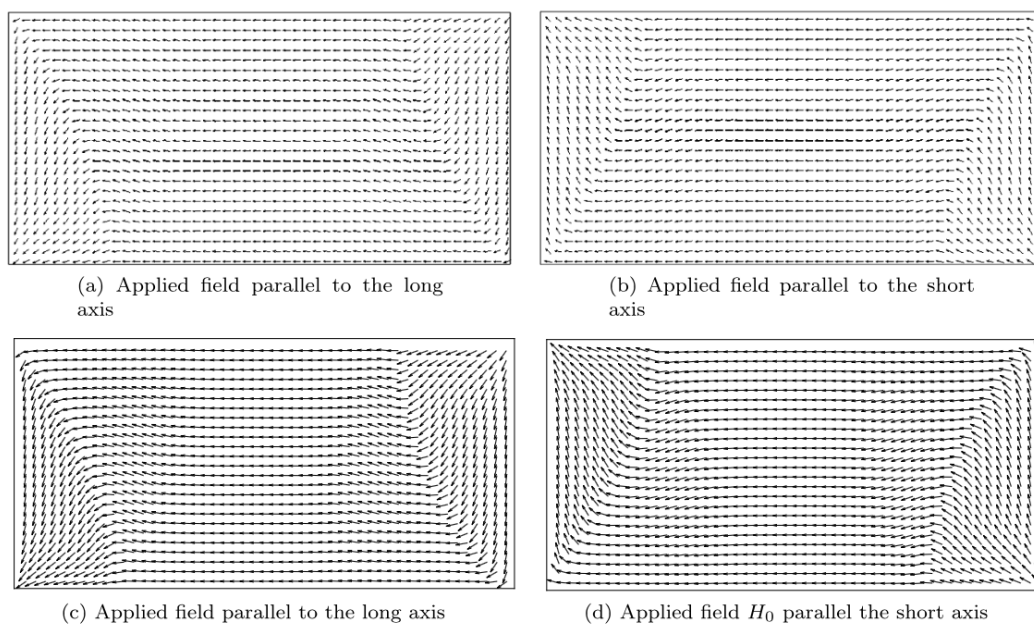 (a) Applied field parallel to the long
axis
(b) Applied field parallel to the short
axis
(c) Applied field parallel to the long axis
(d) Applied field H₀ parallel the short axis